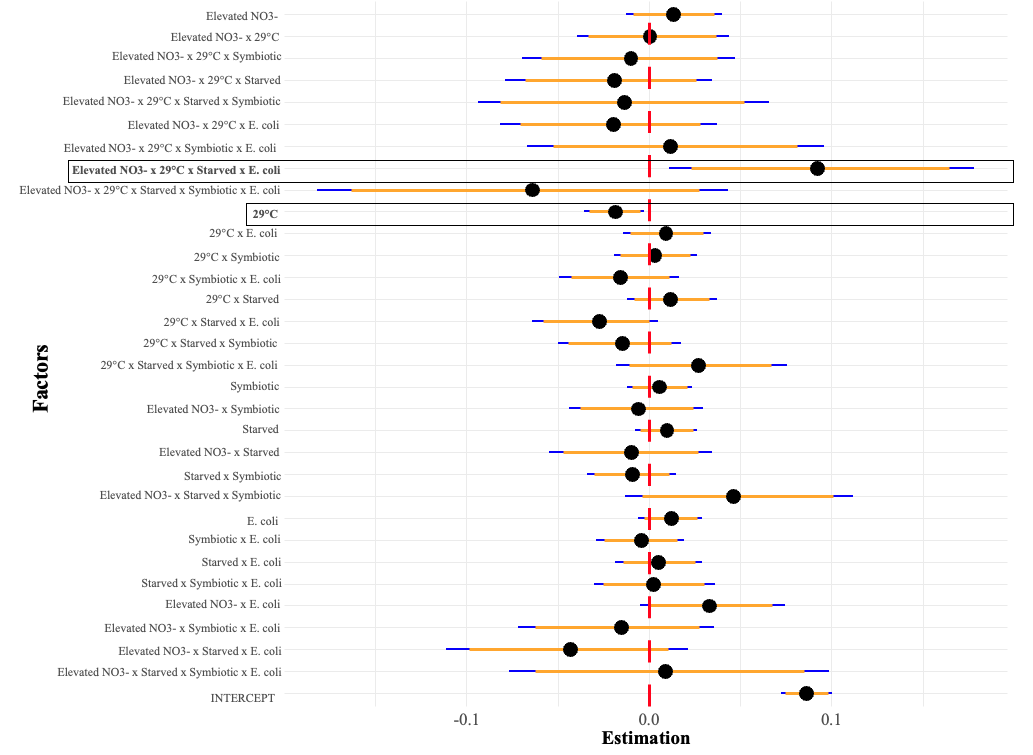 Elevated NO3-
Elevated NO3- x 29°C
Elevated NO3- x 29°C x Symbiotic
Elevated NO3- x 29°C x Starved
Elevated NO3- x 29°C x Starved x Symbiotic
Elevated NO3- x 29°C x E. coli
Elevated NO3- x 29°C x Symbiotic x E. coli
Elevated NO3- x 29°C x Starved x E. coli
Elevated NO3- x 29°C x Starved x Symbiotic x E. coli
29°C
29°C x E. coli
29°C x Symbiotic
29°C x Symbiotic x E. coli
29°C x Starved
29°C x Starved x E. coli
29°C x Starved x Symbiotic
29°C x Starved x Symbiotic x E. coli
Symbiotic
Elevated NO3- x Symbiotic
Starved
Elevated NO3- x Starved
Starved x Symbiotic
Elevated NO3- x Starved x Symbiotic
E. coli
Symbiotic x E. coli
Starved x E. coli
Starved x Symbiotic x E. coli
Elevated NO3- x E. coli
Elevated NO3- x Symbiotic x E. coli
Elevated NO3- x Starved x E. coli
Elevated NO3- x Starved x Symbiotic x E. coli
INTERCEPT
Factors
-0.1 0.0 0.1
Estimation